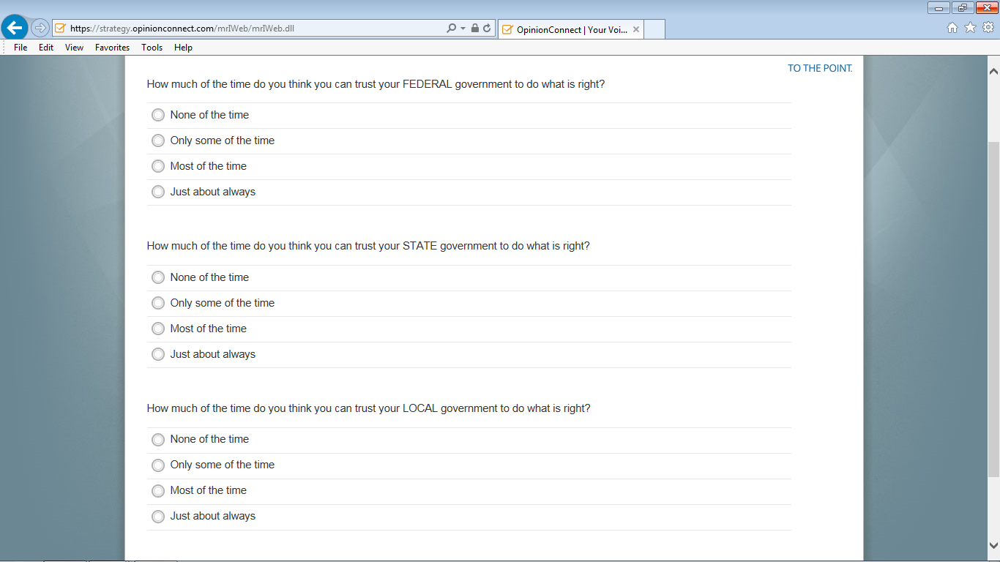 https://strategy.opinionconnect.com/mrIWeb/mrIWeb.dll
OpinionConnect | Your Voi...
File Edit View Favorites Tools Help
TO THE POINT.
How much of the time do you think you can trust your FEDERAL government to do what is right?
None of the time
Only some of the time
Most of the time
Just about always
How much of the time do you think you can trust your STATE government to do what is right?
None of the time
Only some of the time
Most of the time
Just about always
How much of the time do you think you can trust your LOCAL government to do what is right?
None of the time
Only some of the time
Most of the time
Just about always